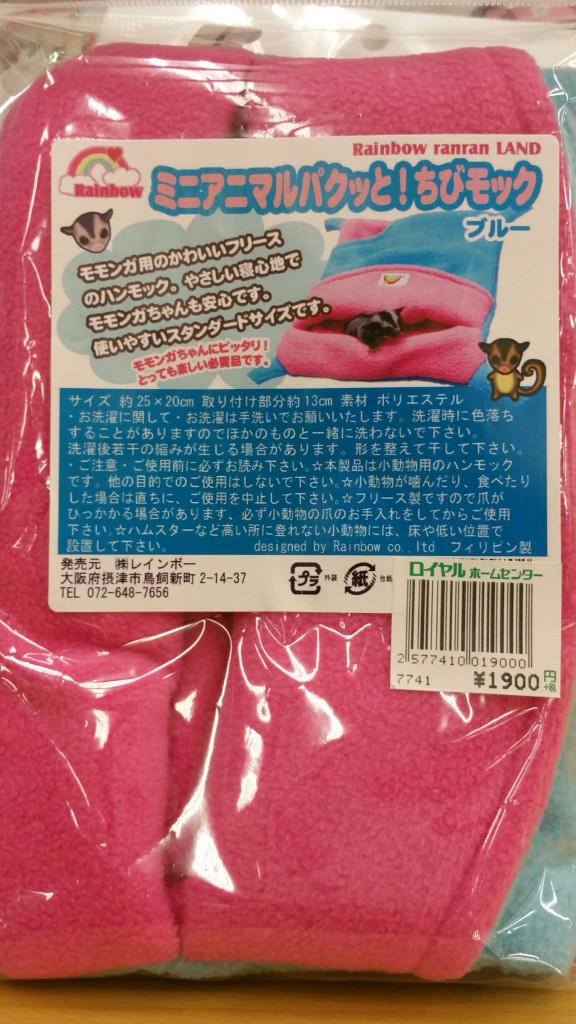 Rainbow ranran LAND
Rainbow
ミニアニマルパクッと!ちびモック
ブルー
モモンガ用のかわいいフリース
のハンモック。やさしい寝心地で
モモンガちゃんも安心です。
使いやすいスタンダードサイズです。
モモンガちゃんにピッタリ!
とっても楽しい必需品です。
サイズ 約25×20cm 取り付け部分約13cm 素材 ポリエステル
・お洗濯に関して・お洗濯は手洗いでお願いいたします。洗濯時に色落ち
することがありますのでほかのものと一緒に洗わないで下さい。
洗濯後若干の縮みが生じる場合があります。形を整えて干して下さい。
・ご注意・ご使用前に必ずお読み下さい。☆本製品は小動物用のハンモック
です。他の目的でのご使用はしないで下さい。☆小動物が噛んだり、食べたり
した場合は直ちに、ご使用を中止して下さい。☆フリース製ですので爪が
ひっかかる場合があります、必ず小動物の爪のお手入れをしてからご使用
下さい。☆ハムスターなど高い所に登れない小動物には、床や低い位置で
設置して下さい。 designed by Rainbow co..ltd フィリピン製
発売元 ㈱レインボー
大阪府摂津市鳥飼新町2-14-37
TEL 072-648-7656
プラ 外装 紙 台紙
ロイヤルホームセンター
2 577410 019000
7741 ¥1900円+税